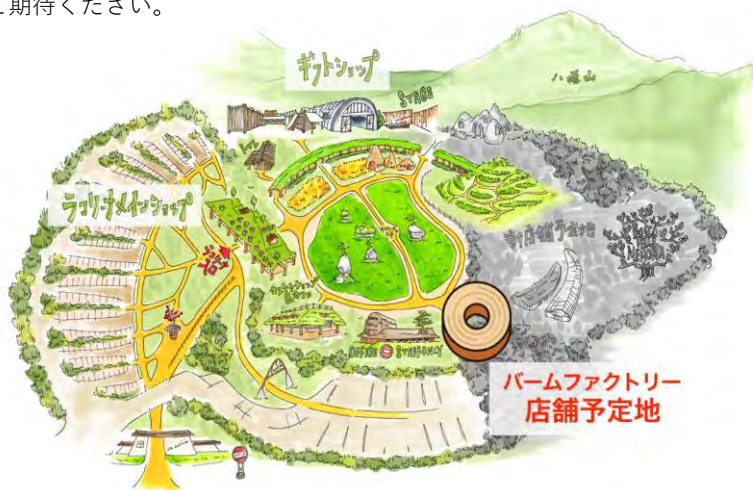 ご期待ください。
ギフトショップ
STAGE
八幡山
ラコリーナメインショップ
新店舗予定地
OFFICE
バームファクトリー
店舗予定地